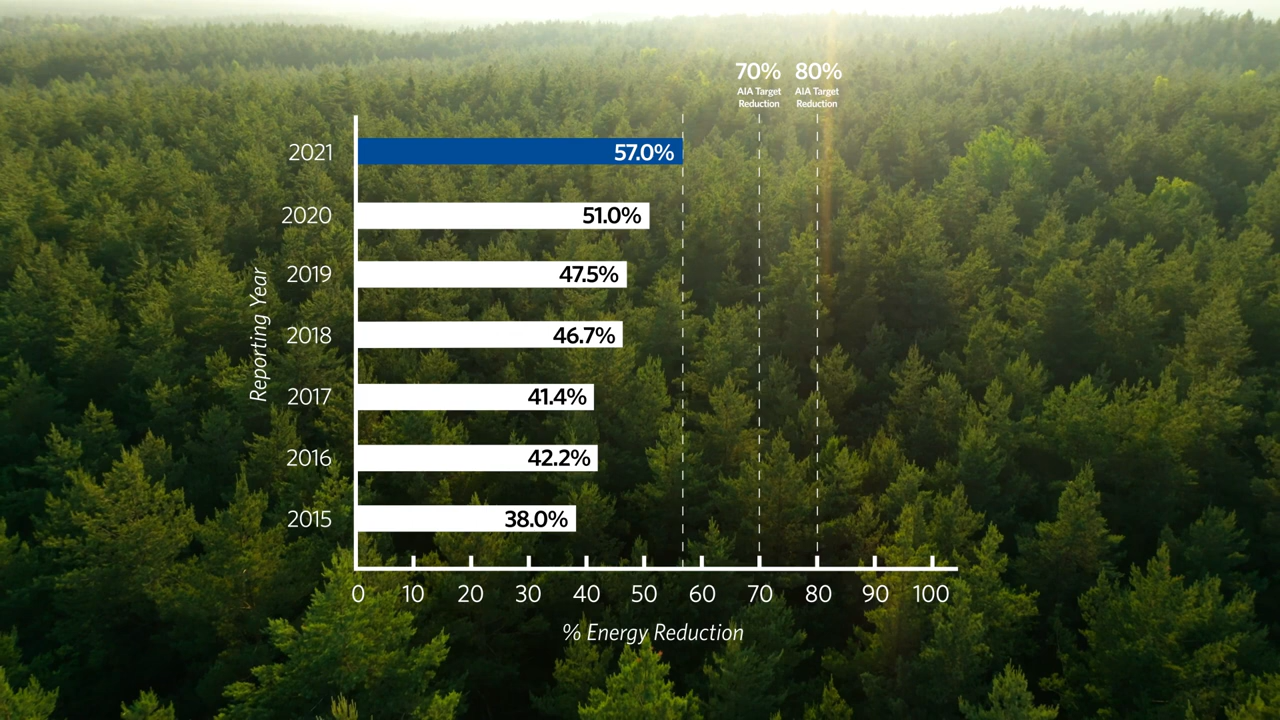 70% 80%
AIA Target AIA Target
Reduction Reduction
2021 57.0%
2020 51.0%
2019 47.5%
2018 46.7%
2017 41.4%
2016 42.2%
2015 38.0%
Reporting Year
0 10 20 30 40 50 60 70 80 90 100
% Energy Reduction